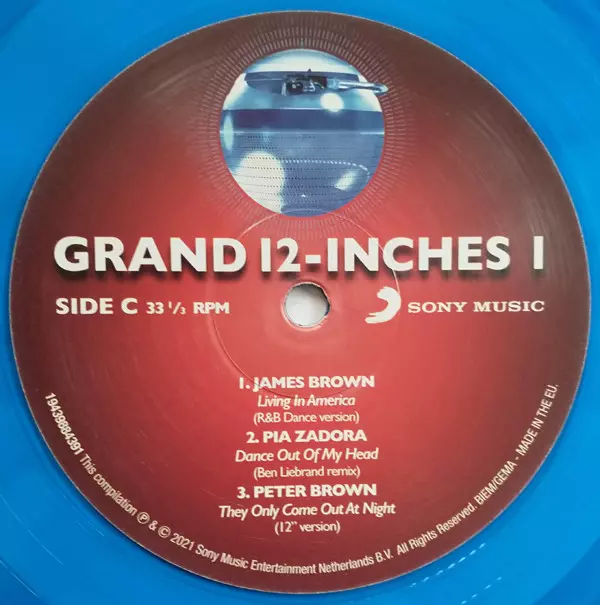 GRAND 12-INCHES 1
SIDE C 33 ⅓ RPM
SONY MUSIC
1. JAMES BROWN
Living In America
(R&B Dance version)
2. PIA ZADORA
Dance Out Of My Head
(Ben Liebrand remix)
3. PETER BROWN
They Only Come Out At Night
(12" version)
19439884391 This compilation ℗ & © 2021 Sony Music Entertainment Netherlands B.V. All Rights Reserved. BIEM/GEMA - MADE IN THE EU.